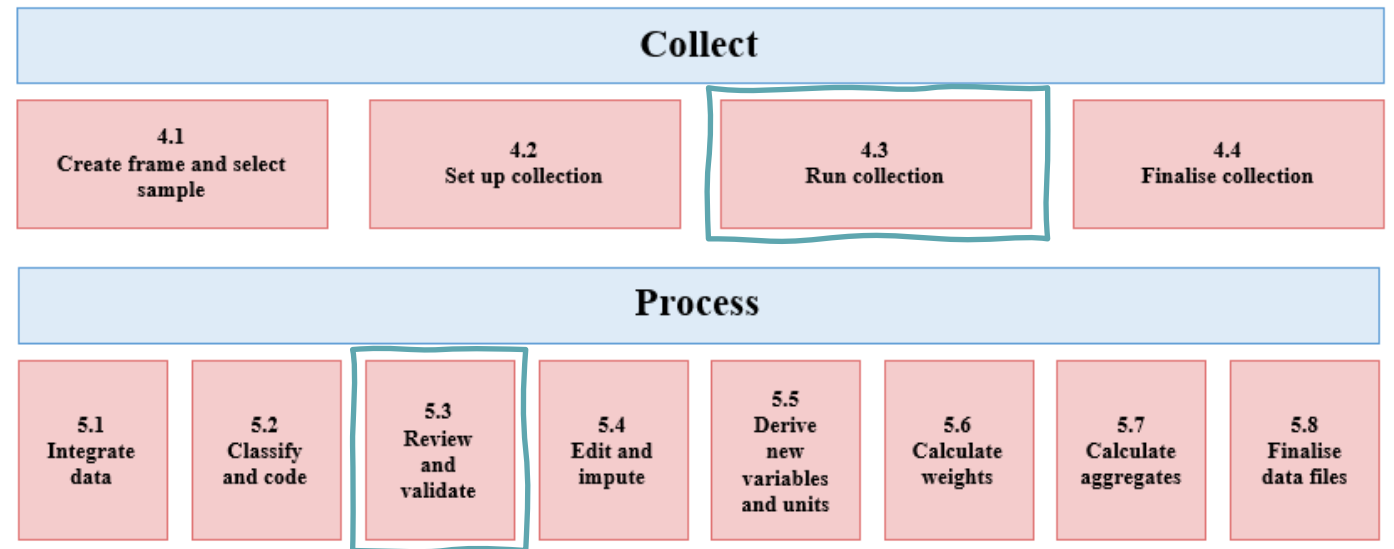 Collect
4.1
Create frame and select
sample
4.2
Set up collection
4.3
Run collection
4.4
Finalise collection
Process
5.1
Integrate
data
5.2
Classify
and code
5.3
Review
and
validate
5.4
Edit and
impute
5.5
Derive
new
variables
and units
5.6
Calculate
weights
5.7
Calculate
aggregates
5.8
Finalise
data files